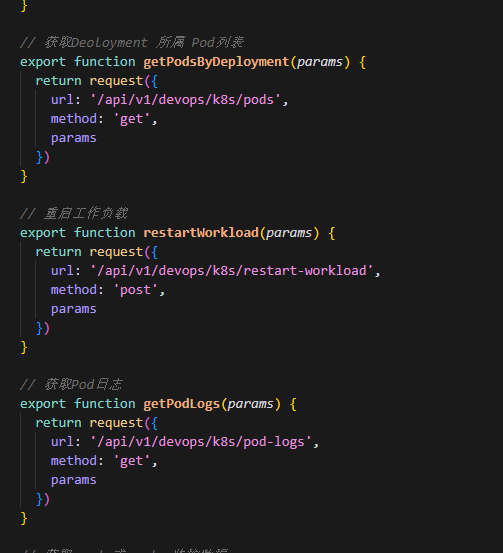 }
// 获取Deoloyment 所属 Pod列表
export function getPodsByDeployment(params) {
return request({
url: '/api/v1/devops/k8s/pods',
method: 'get',
params
})
}
// 重启工作负载
export function restartWorkload(params) {
return request({
url: '/api/v1/devops/k8s/restart-workload',
method: 'post',
params
})
}
// 获取Pod日志
export function getPodLogs(params) {
return request({
url: '/api/v1/devops/k8s/pod-logs',
method: 'get',
params
})
}